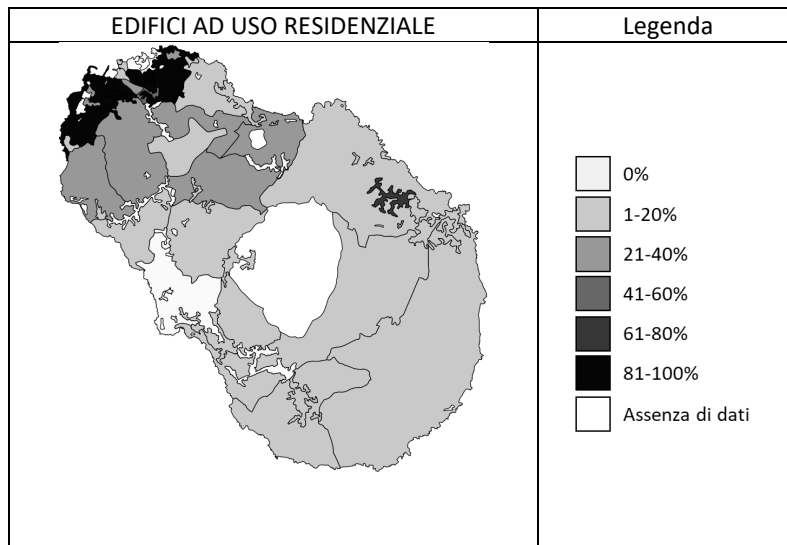 EDIFICI AD USO RESIDENZIALE
Legenda
0%
1-20%
21-40%
41-60%
61-80%
81-100%
Assenza di dati